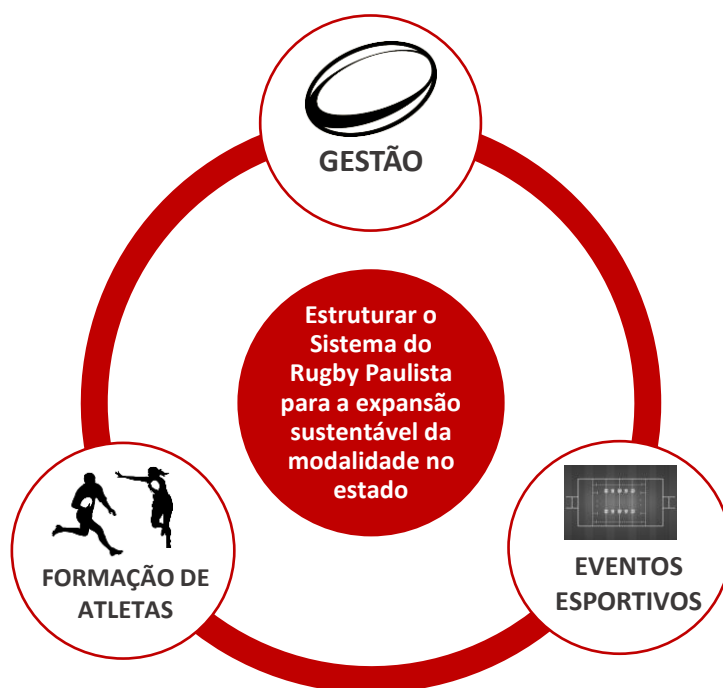 GESTÃO
Estruturar o
Sistema do
Rugby Paulista
para a expansão
sustentável da
modalidade no
estado
FORMAÇÃO DE
ATLETAS
EVENTOS
ESPORTIVOS